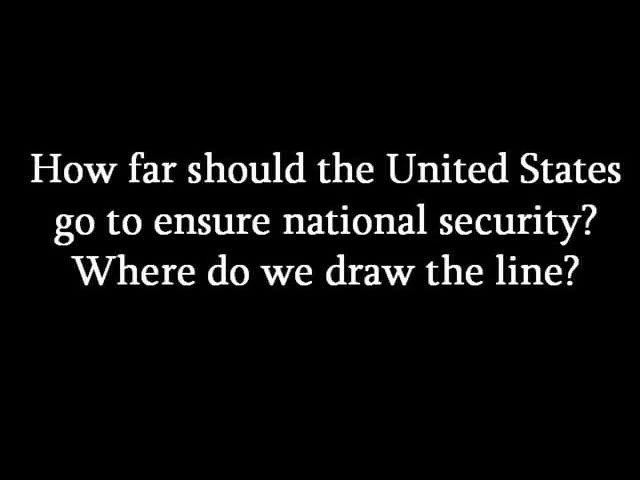 How far should the United States
go to ensure national security?
Where do we draw the line?